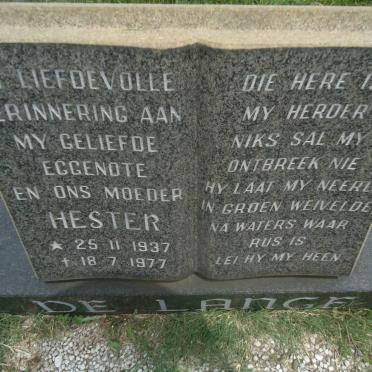 LIEFDEVOLLE
ERINNERING AAN
MY GELIEFDE
EGGENOTE
EN ONS MOEDER
HESTER
* 25 11 1937
† 18 7 1977
DIE HERE I
MY HERDER
NIKS SAL MY
ONTBREEK NIE
HY LAAT MY NEERL
IN GROEN WEIVELDE
NA WATERS WAAR
RUS IS
LEI HY MY HEEN
DE LANGE